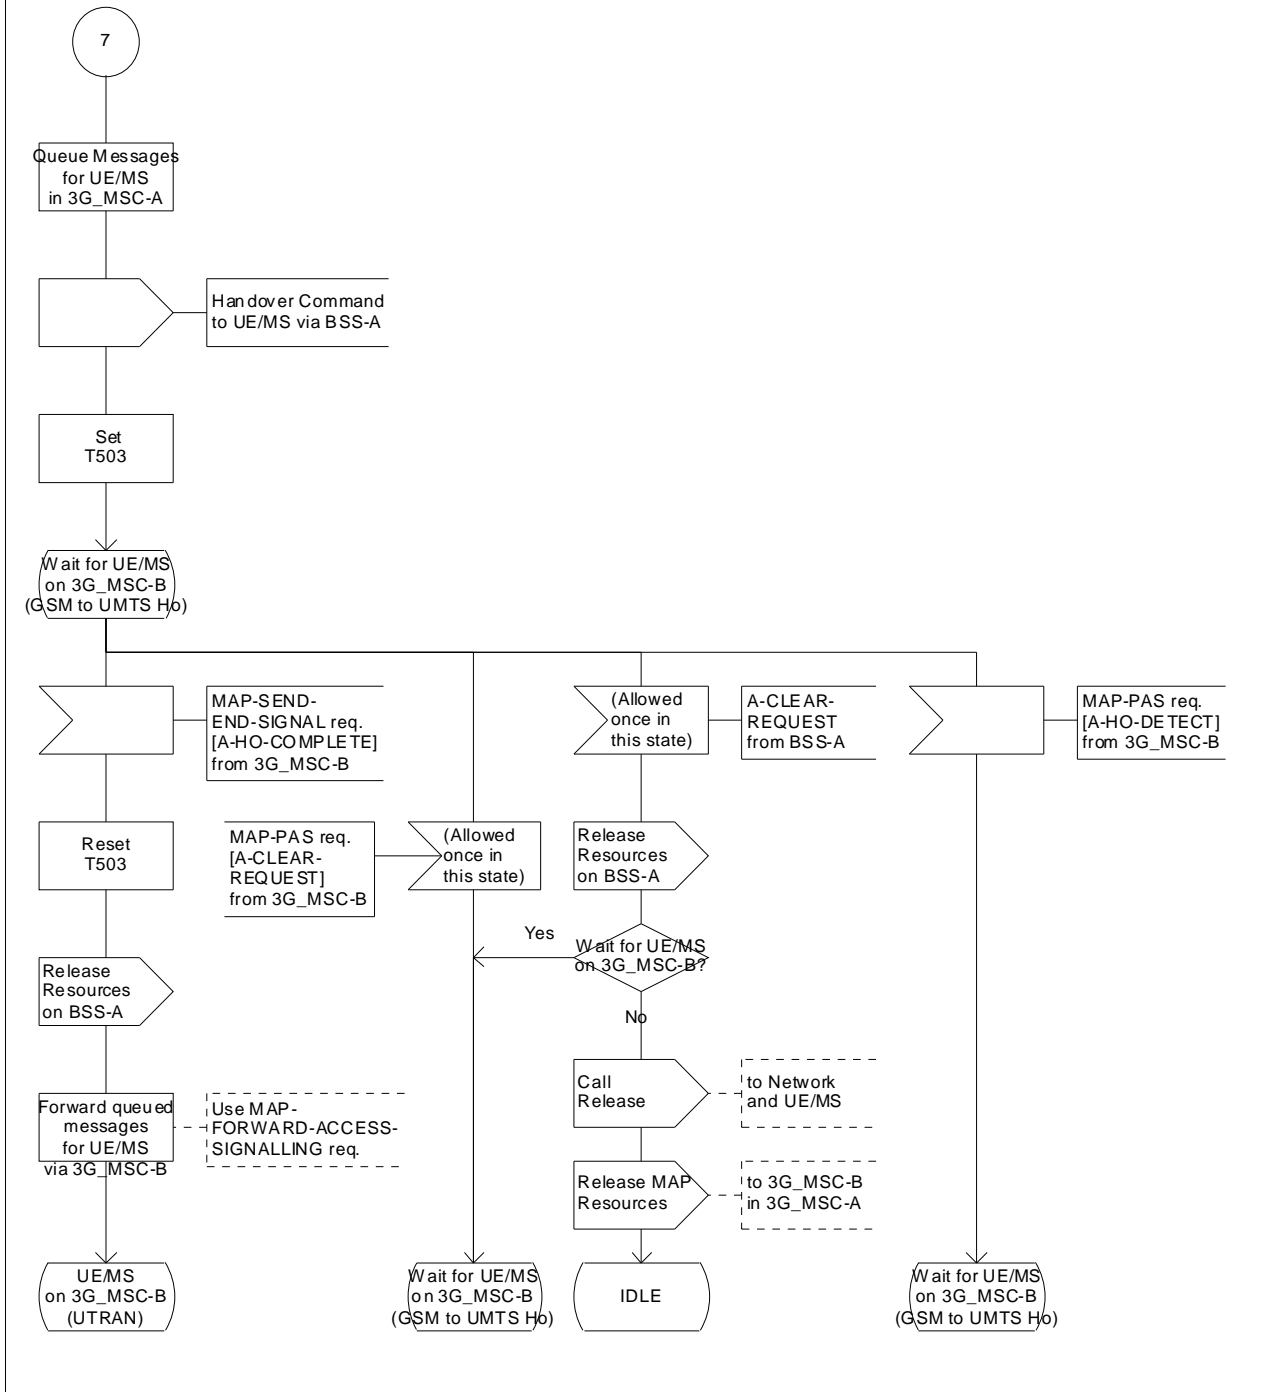 7
Queue Messages
for UE/MS
in 3G_MSC-A
Handover Command
to UE/MS via BSS-A
Set
T503
Wait for UE/MS
on 3G_MSC-B
(GSM to UMTS Ho)
MAP-SEND-
END-SIGNAL req.
[A-HO-COMPLETE]
from 3G_MSC-B
(Allowed
once in
this state)
A-CLEAR-
REQUEST
from BSS-A
MAP-PAS req.
[A-HO-DETECT]
from 3G_MSC-B
Reset
T503
MAP-PAS req.
[A-CLEAR-
REQUEST]
from 3G_MSC-B
(Allowed
once in
this state)
Release
Resources
on BSS-A
Yes
Wait for UE/MS
on 3G_MSC-B?
No
Release
Resources
on BSS-A
Call
Release
to Network
and UE/MS
Forward queued
messages
for UE/MS
via 3G_MSC-B
Use MAP-
FORWARD-ACCESS-
SIGNALLING req.
Release MAP
Resources
to 3G_MSC-B
in 3G_MSC-A
UE/MS
on 3G_MSC-B
(UTRAN)
Wait for UE/MS
on 3G_MSC-B
(GSM to UMTS Ho)
IDLE
Wait for UE/MS
on 3G_MSC-B
(GSM to UMTS Ho)